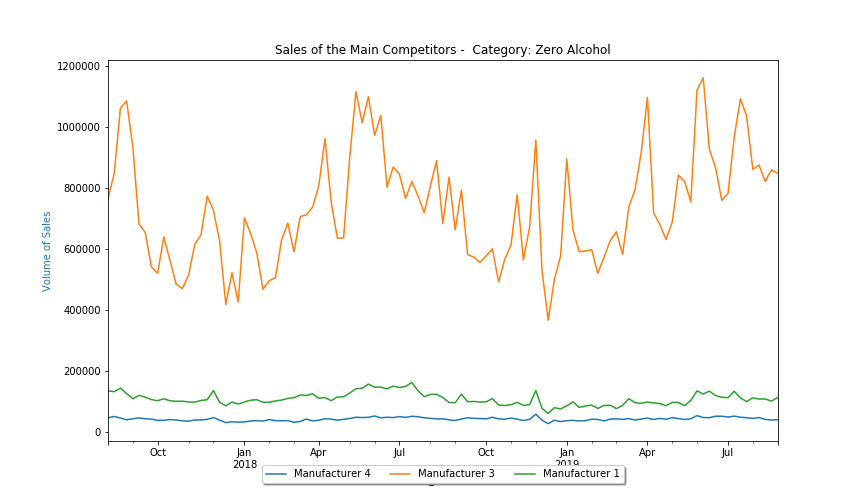 Sales of the Main Competitors -  Category: Zero Alcohol
Volume of Sales
1200000
1000000
800000
600000
400000
200000
0
Oct
Jan
2018
Apr
Jul
Oct
2019
Apr
Jul
Manufacturer 4
Manufacturer 3
Manufacturer 1